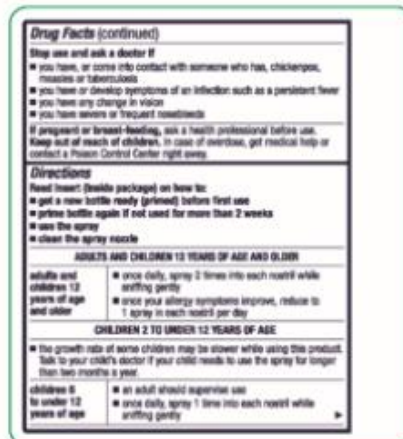 Drug Facts (continued)
Stop use and ask a doctor if
■ you have, or come into contact with someone who has, chickenpox,
measles or tuberculosis
■ you have or develop symptoms of an infection such as a persistent fever
■ you have any change in vision
■ you have severe or frequent nosebleeds
If pregnant or breast-feeding, ask a health professional before use.
Keep out of reach of children. In case of overdose, get medical help or
contact a Poison Control Center right away.
Directions
Read insert (inside package) on how to:
■ get a new bottle ready (primed) before first use
■ prime bottle again if not used for more than 2 weeks
■ use the spray
■ clean the spray nozzle
ADULTS AND CHILDREN 12 YEARS OF AGE AND OLDER
adults and
children 12
years of age
and older
■ once daily, spray 2 times into each nostril while
sniffing gently
■ once your allergy symptoms improve, reduce to
1 spray in each nostril per day
CHILDREN 2 TO UNDER 12 YEARS OF AGE
■ the growth rate of some children may be slower while using this product.
Talk to your child's doctor if your child needs to use the spray for longer
than two months a year.
children 6
to under 12
years of age
■ an adult should supervise use
■ once daily, spray 1 time into each nostril while
sniffing gently